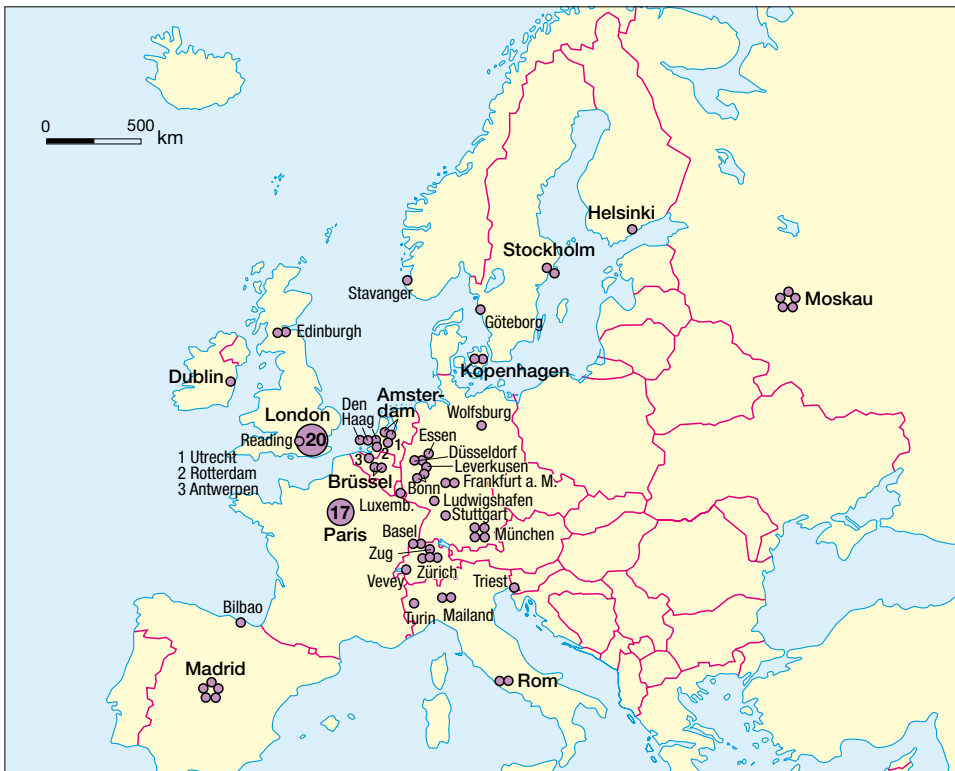 0 500
km
Helsinki
Stockholm
Moskau
Stavanger
Göteborg
Edinburgh
Kopenhagen
Dublin
Amster-
dam
Den
Haag
London
Wolfsburg
Reading
20
1
Essen
1 Utrecht
2 Rotterdam
3 Antwerpen
2
3
Düsseldorf
Leverkusen
Brüssel
Bonn
Frankfurt a. M.
Luxemb.
Ludwigshafen
17
Paris
Stuttgart
Basel
München
Zug
Zürich
Vevey
Triest
Turin
Mailand
Bilbao
Madrid
Rom